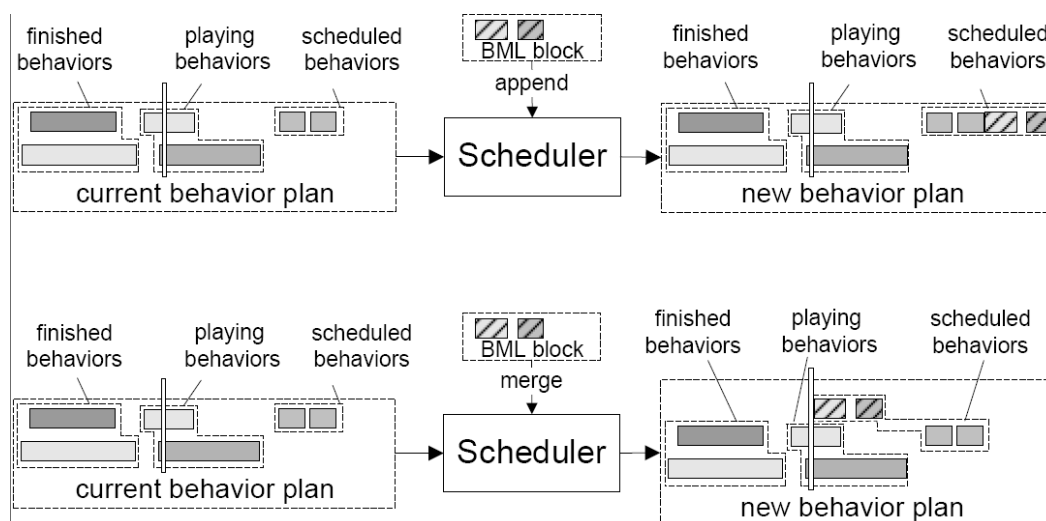 finished
behaviors
playing
behaviors
scheduled
behaviors
BML block
append
finished
behaviors
playing
behaviors
scheduled
behaviors
Scheduler
current behavior plan
new behavior plan
finished
behaviors
playing
behaviors
scheduled
behaviors
BML block
merge
finished
behaviors
playing
behaviors
scheduled
behaviors
Scheduler
current behavior plan
new behavior plan